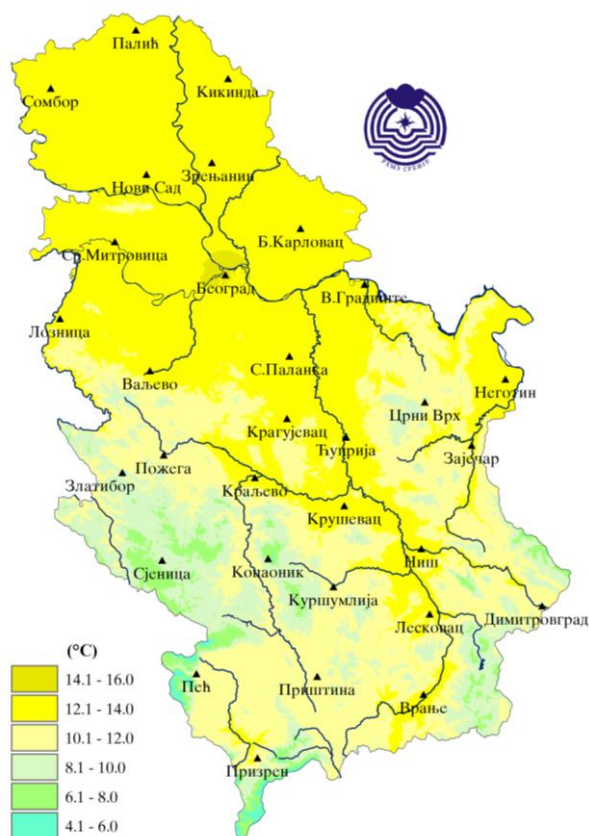 Палић
Сомбор
Кикинда
РХМЗ СРБИЈЕ
Зрењанин
Нови Сад
Б.Карловац
Ср.Митровица
Београд
В.Градиште
Лозница
С.Паланка
Ваљево
Неготин
Црни Врх
Крагујевац
Ћуприја
Зајечар
Пожега
Златибор
Краљево
Крушевац
Ниш
Сјеница
Копаоник
Куршумлија
Димитровград
Лесковац
(°C)
14.1 - 16.0
12.1 - 14.0
10.1 - 12.0
8.1 - 10.0
6.1 - 8.0
4.1 - 6.0
Пећ
Приштина
Врање
Призрен